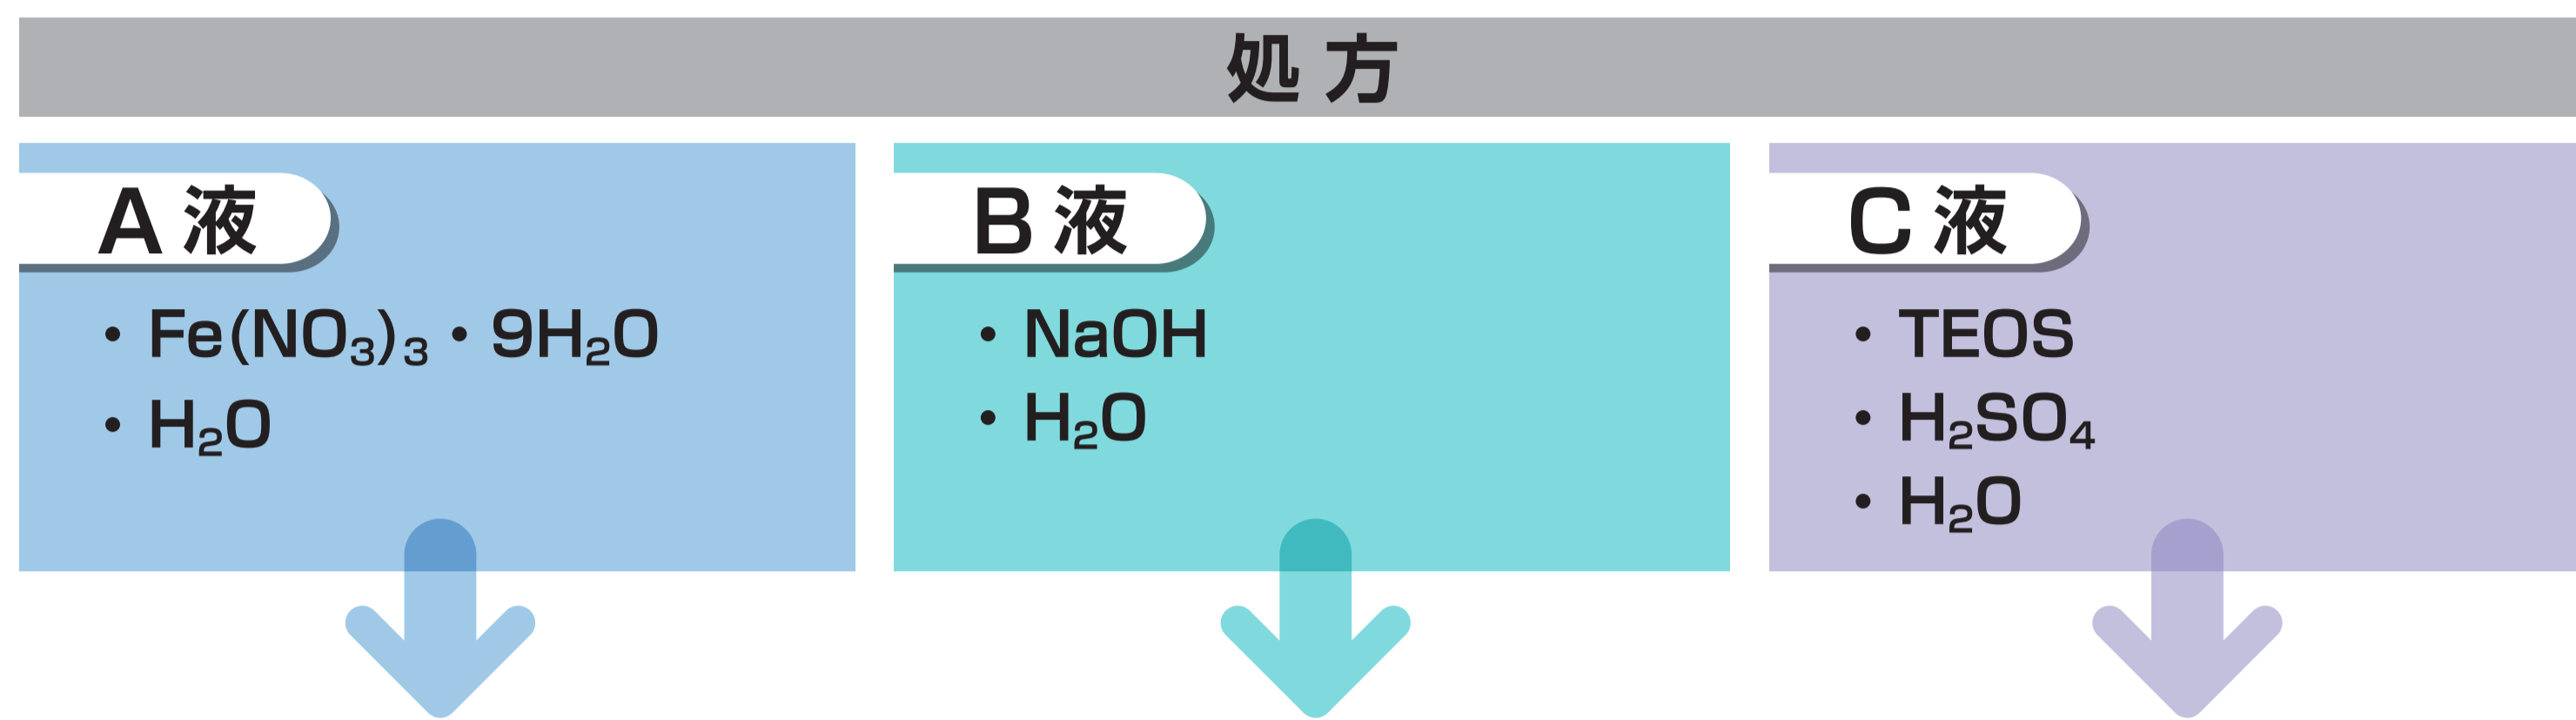 処方
A液
・Fe(NO₃)₃・9H₂O
・H₂O
B液
・NaOH
・H₂O
C液
・TEOS
・H₂SO₄
・H₂O